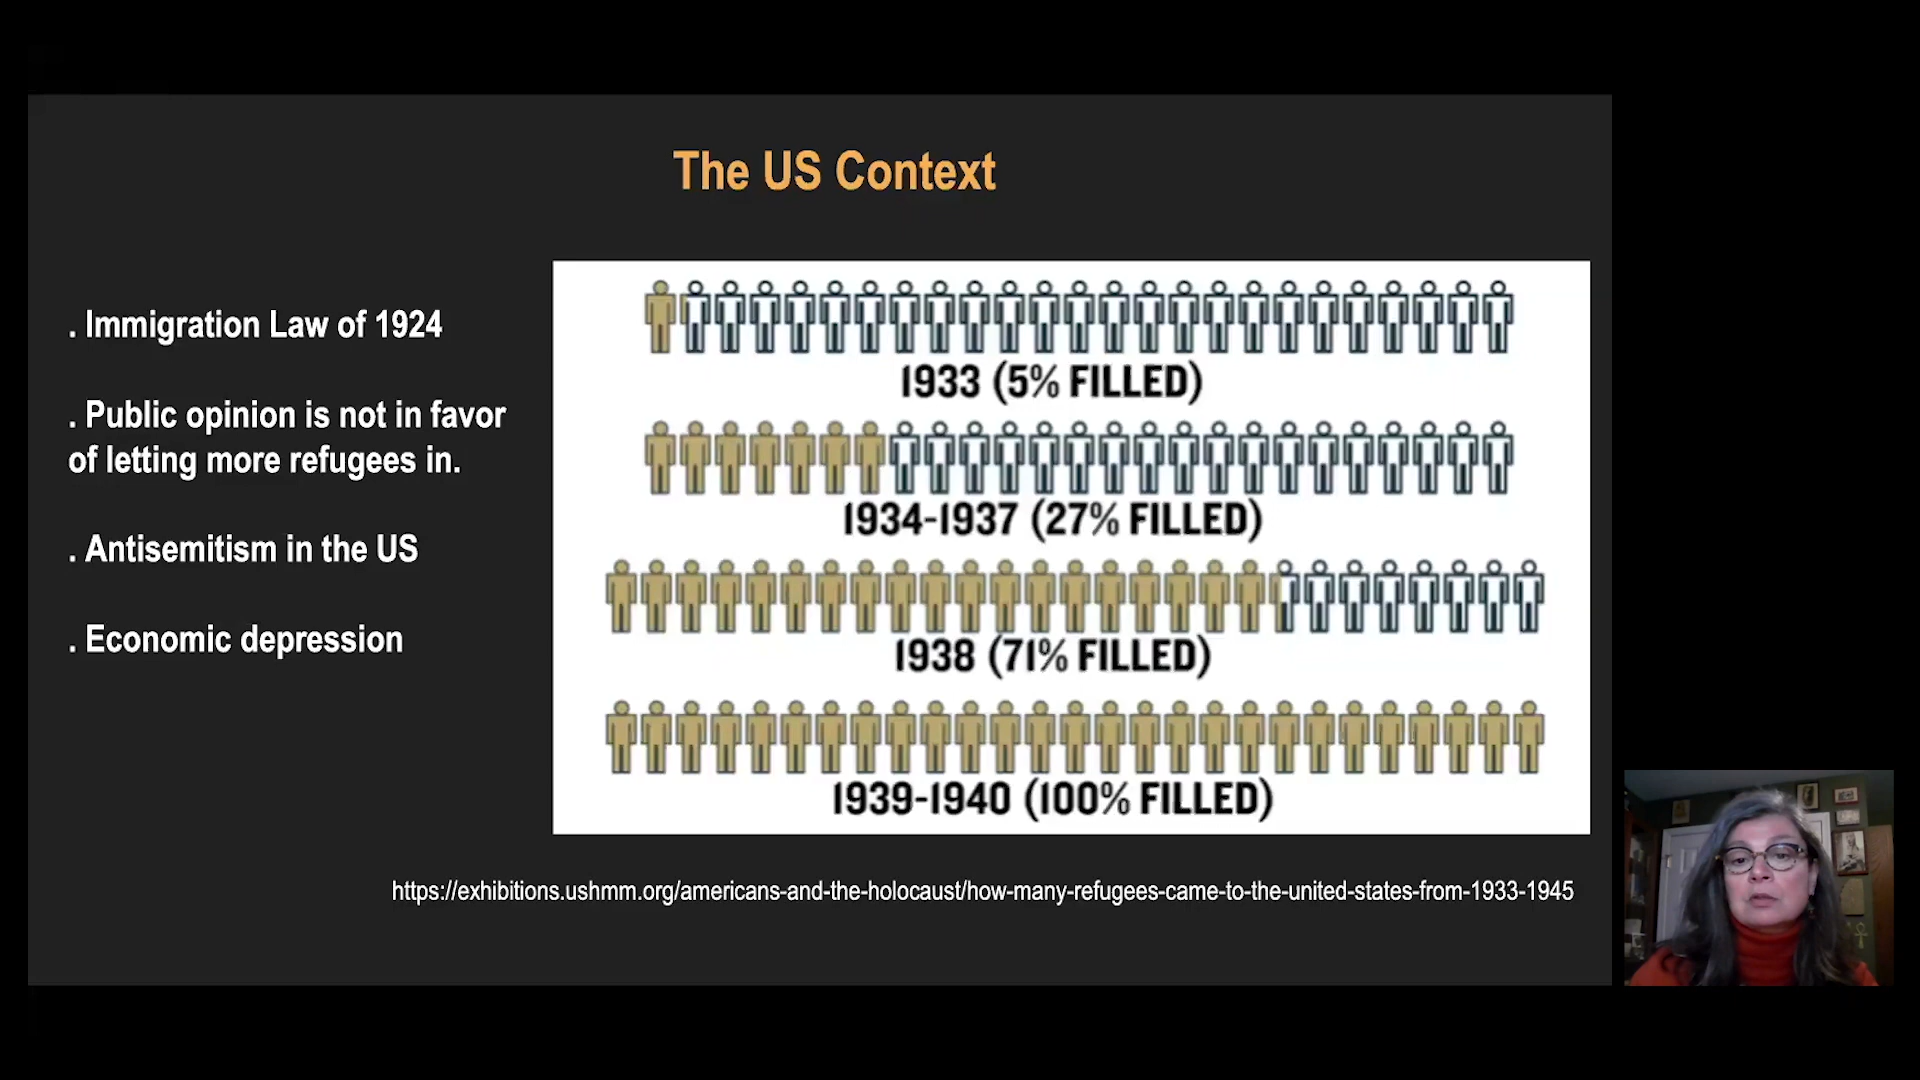 The US Context
. Immigration Law of 1924
. Public opinion is not in favor
of letting more refugees in.
. Antisemitism in the US
. Economic depression
1933 (5% FILLED)
1934-1937 (27% FILLED)
1938 (71% FILLED)
1939-1940 (100% FILLED)
https://exhibitions.ushmm.org/americans-and-the-holocaust/how-many-refugees-came-to-the-united-states-from-1933-1945